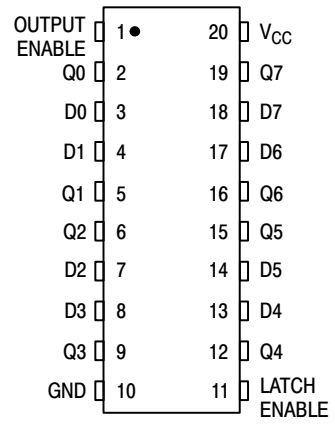 OUTPUT ENABLE 1 20 VCC
Q0 2 19 Q7
D0 3 18 D7
D1 4 17 D6
Q1 5 16 Q6
Q2 6 15 Q5
D2 7 14 D5
D3 8 13 D4
Q3 9 12 Q4
GND 10 11 LATCH ENABLE